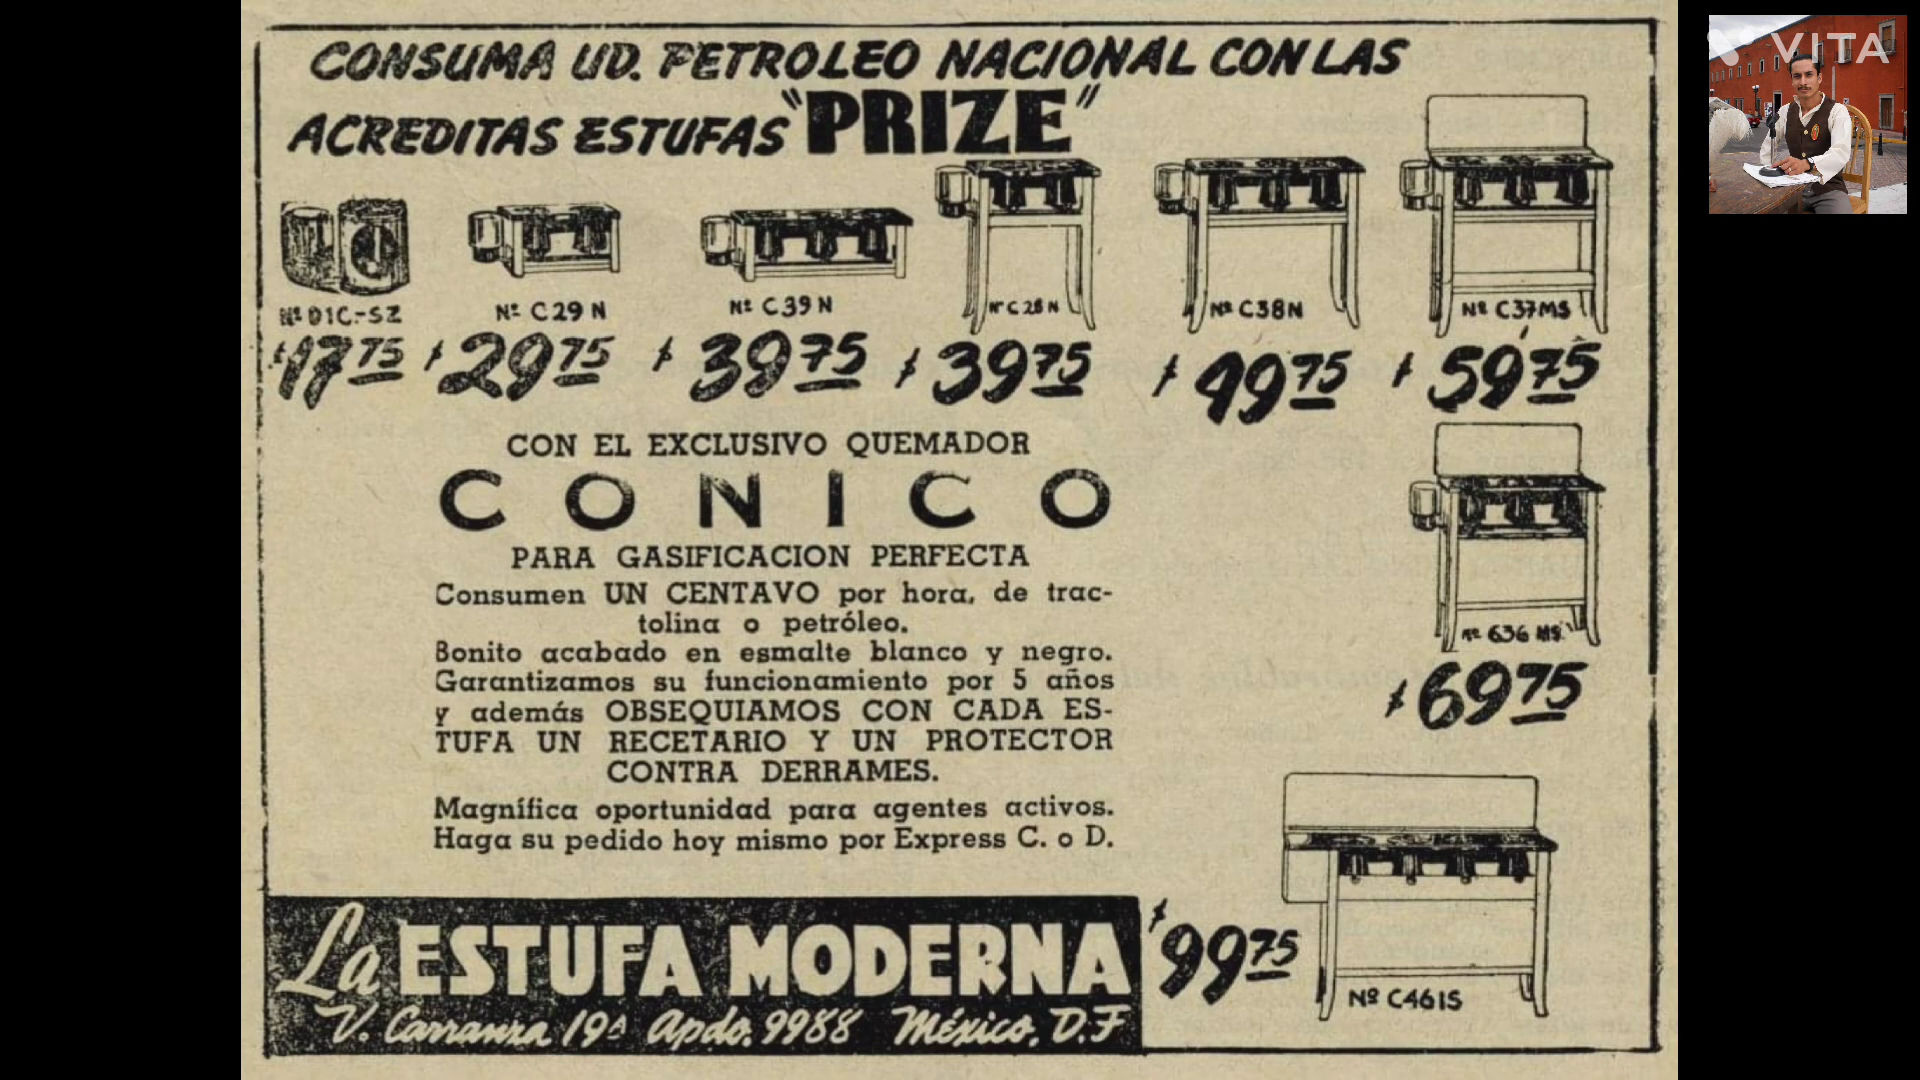 CONSUMA UD. PETROLEO NACIONAL CON LAS
ACREDITAS ESTUFAS "PRIZE"
VITA
Nº D1C.-SZ
Nº C29N
Nº C39N
Nº C28N
Nº C38N
Nº C37MS
$17.75
$29.75
$39.75
$39.75
$49.75
$59.75
CON EL EXCLUSIVO QUEMADOR
CONICO
PARA GASIFICACION PERFECTA
Consumen UN CENTAVO por hora, de trac-
tolina o petróleo.
Bonito acabado en esmalte blanco y negro.
Garantizamos su funcionamiento por 5 años
y además OBSEQUIAMOS CON CADA ES-
TUFA UN RECETARIO Y UN PROTECTOR
CONTRA DERRAMES.
Magnífica oportunidad para agentes activos.
Haga su pedido hoy mismo por Express C. o D.
Nº 636 MS
$69.75
$99.75
Nº C461S
La ESTUFA MODERNA
V. Carranza 19A Apdo. 9988 México, D.F